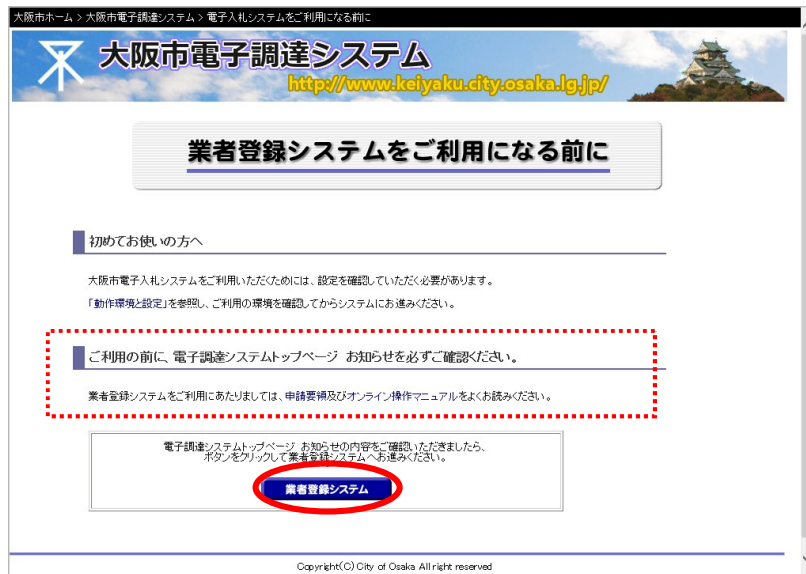 大阪市ホーム > 大阪市電子調達システム > 電子入札システムをご利用になる前に
大阪市電子調達システム
http://www.keiyaku.city.osaka.lg.jp/
業者登録システムをご利用になる前に
初めてお使いの方へ
大阪市電子入札システムをご利用いただくためには、設定を確認していただく必要があります。
「動作環境と設定」を参照し、ご利用の環境を確認してからシステムにお進みください。
ご利用の前に、電子調達システムトップページ お知らせを必ずご確認ください。
業者登録システムをご利用にあたりましては、申請要領及びオンライン操作マニュアルをよくお読みください。
電子調達システムトップページ お知らせの内容をご確認いただきましたら、
ボタンをクリックして業者登録システムへお進みください。
業者登録システム
Copyright(C) City of Osaka All right reserved